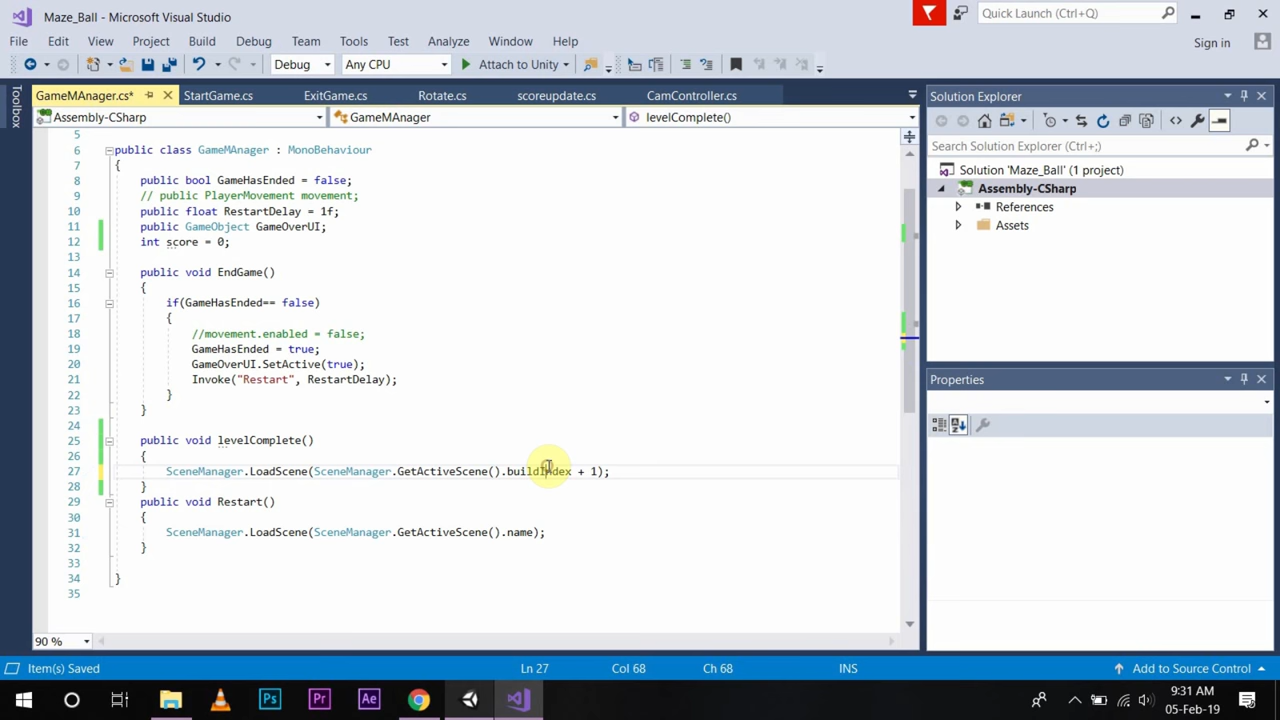 Maze_Ball - Microsoft Visual Studio
Quick Launch (Ctrl+Q)
File Edit View Project Build Debug Team Tools Test Analyze Window Help
Sign in
Debug Any CPU Attach to Unity
Toolbox
GameMAnager.cs* StartGame.cs ExitGame.cs Rotate.cs scoreupdate.cs CamController.cs
Assembly-CSharp GameMAnager levelComplete()
5
6 public class GameMAnager : MonoBehaviour
7 {
8 public bool GameHasEnded = false;
9 // public PlayerMovement movement;
10 public float RestartDelay = 1f;
11 public GameObject GameOverUI;
12 int score = 0;
13
14 public void EndGame()
15 {
16 if(GameHasEnded== false)
17 {
18 //movement.enabled = false;
19 GameHasEnded = true;
20 GameOverUI.SetActive(true);
21 Invoke("Restart", RestartDelay);
22 }
23 }
24
25 public void levelComplete()
26 {
27 SceneManager.LoadScene(SceneManager.GetActiveScene().buildIndex + 1);
28 }
29 public void Restart()
30 {
31 SceneManager.LoadScene(SceneManager.GetActiveScene().name);
32 }
33
34 }
35
90 %
Solution Explorer
Search Solution Explorer (Ctrl+;)
Solution 'Maze_Ball' (1 project)
Assembly-CSharp
References
Assets
Properties
Item(s) Saved Ln 27 Col 68 Ch 68 INS Add to Source Control
Ps Pr Ae
9:31 AM
05-Feb-19